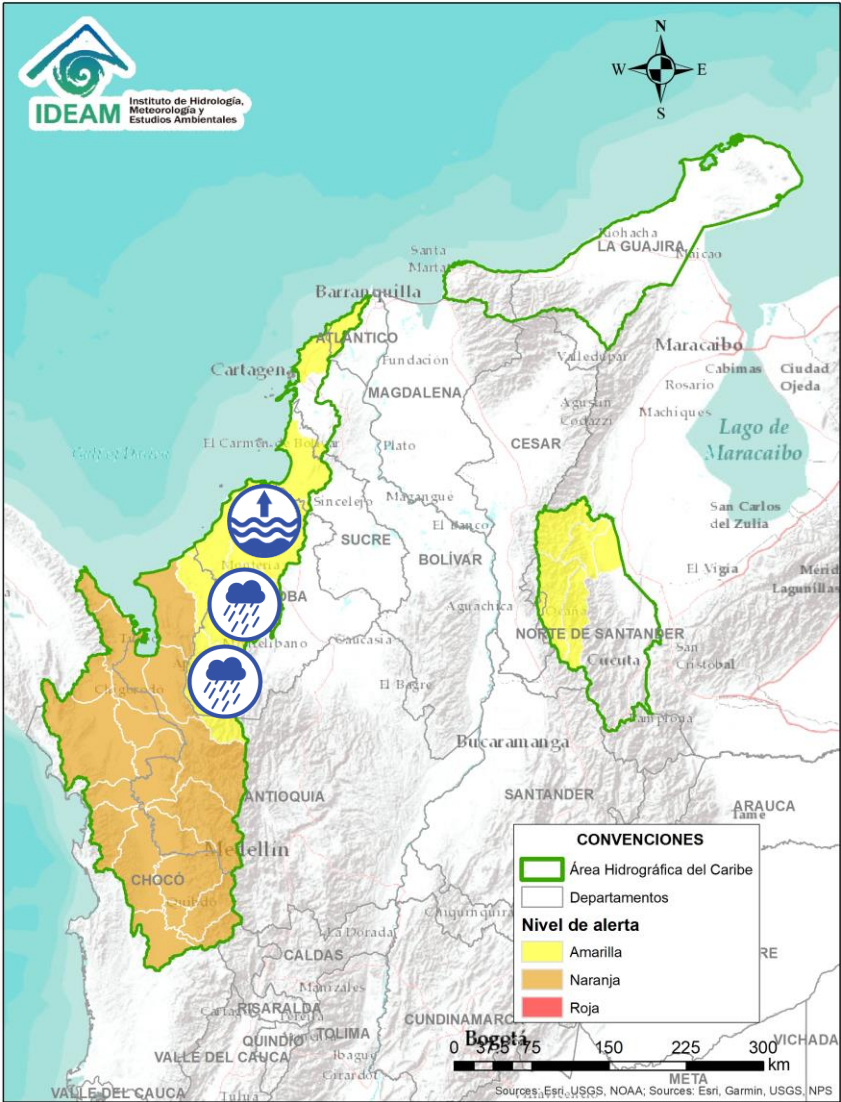 IDEAM
Instituto de Hidrología,
Meteorología y
Estudios Ambientales
N
W
E
S
Riohacha
LA GUAJIRA
Maicao
Santa
Marta
Barranquilla
ATLÁNTICO
Maracaibo
Fundación
Valledupar
Cartagena
Cabimas
Ciudad
Ojeda
Rosario
MAGDALENA
Machiques
Agustín
Codazzi
Lago de
Maracaibo
El Carmen de Bolívar
Plato
CESAR
Sincelejo
Magangué
San Carlos
del Zulia
El Banco
SUCRE
BOLÍVAR
El Vigía
Montería
Lagunillas
Aguachica
Ocaña
NORTE DE SANTANDER
Caucasia
Cúcuta
San
Cristóbal
El Bagre
Chigorodó
Pamplona
Bucaramanga
ANTIOQUIA
SANTANDER
ARAUCA
Tame
Medellín
CHOCÓ
Quibdó
La Dorada
CALDAS
Manizales
RISARALDA
QUINDÍO
TOLIMA
CUNDINAMARC
Bogotá
VALLE DEL CAUCA
Ibagué
Girardot
VICHADA
META
VALLE DEL CAUCA
Tuluá
CONVENCIONES
Área Hidrográfica del Caribe
Departamentos
Nivel de alerta
Amarilla
Naranja
Roja
0 37,5 75 150 225 300
km
Sources: Esri, USGS, NOAA; Sources: Esri, Garmin, USGS, NPS